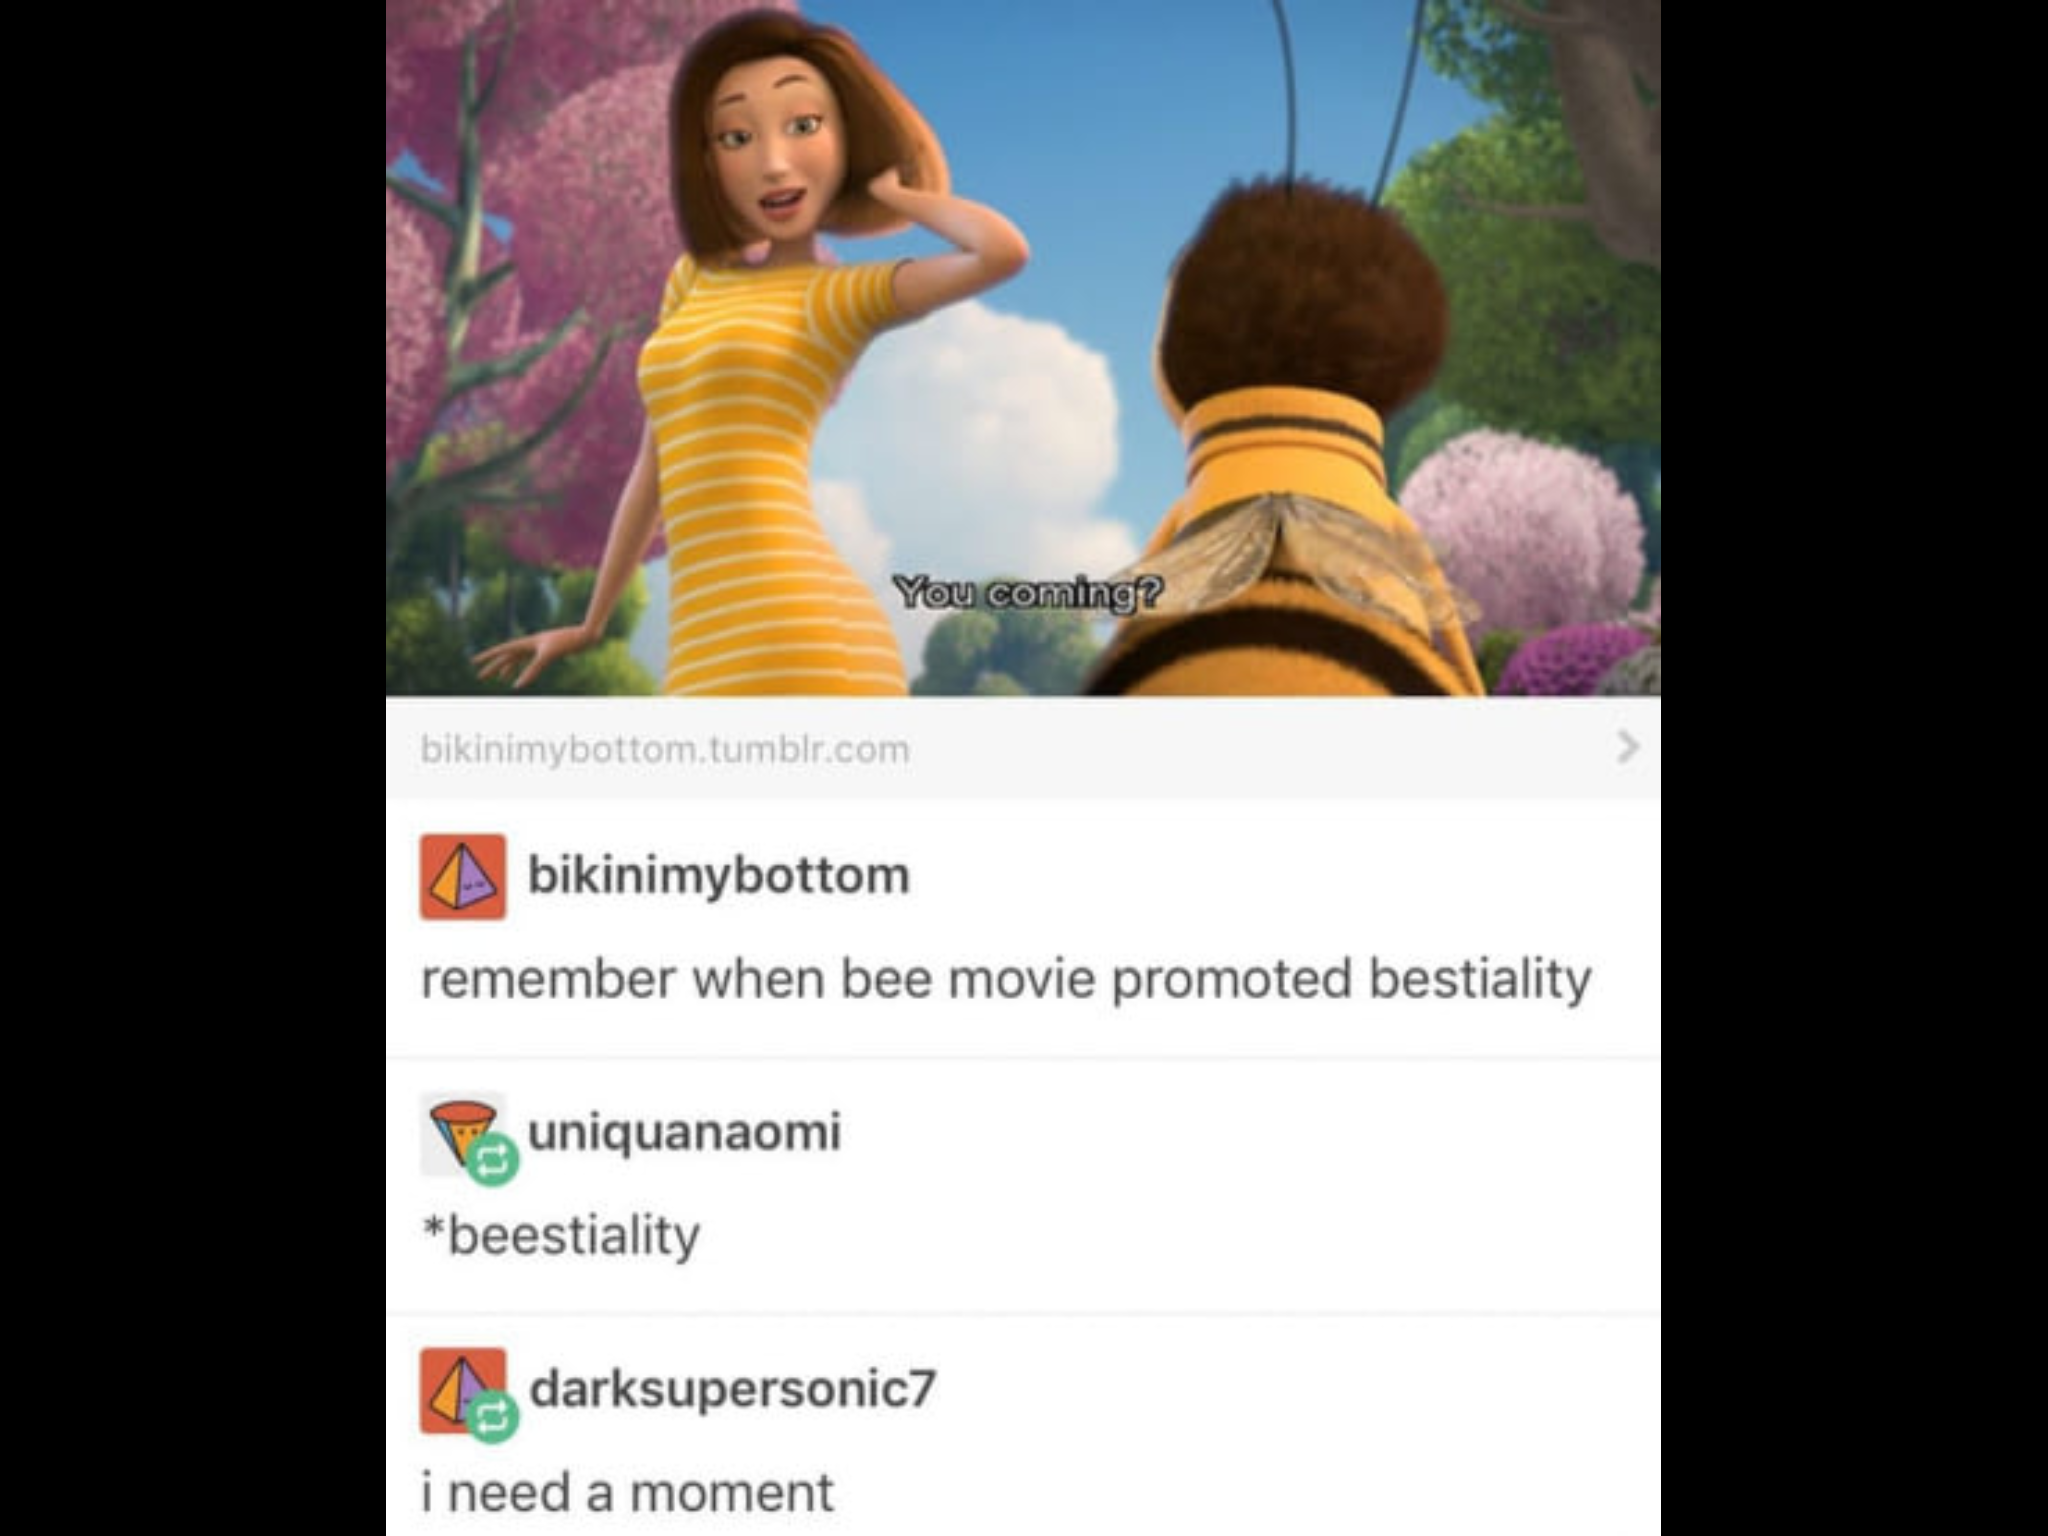 You coming?
bikinimybottom.tumblr.com
bikinimybottom
remember when bee movie promoted bestiality
uniquanaomi
*beestiality
darksupersonic7
i need a moment